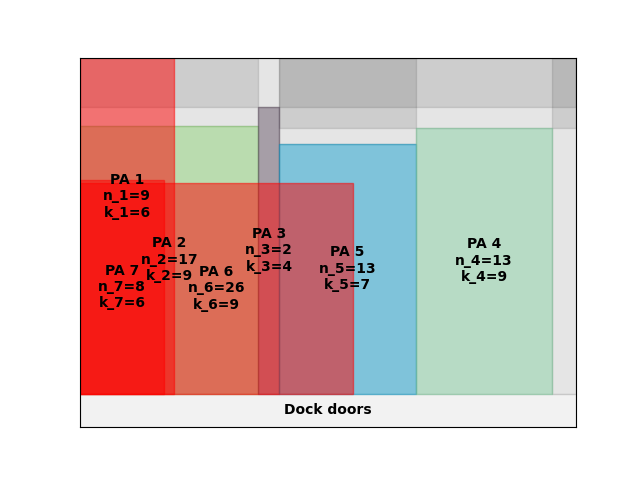 PA 1
n_1=9
k_1=6
PA 2
n_2=17
k_2=9
PA 3
n_3=2
k_3=4
PA 5
n_5=13
k_5=7
PA 4
n_4=13
k_4=9
PA 7
n_7=8
k_7=6
PA 6
n_6=26
k_6=9
Dock doors